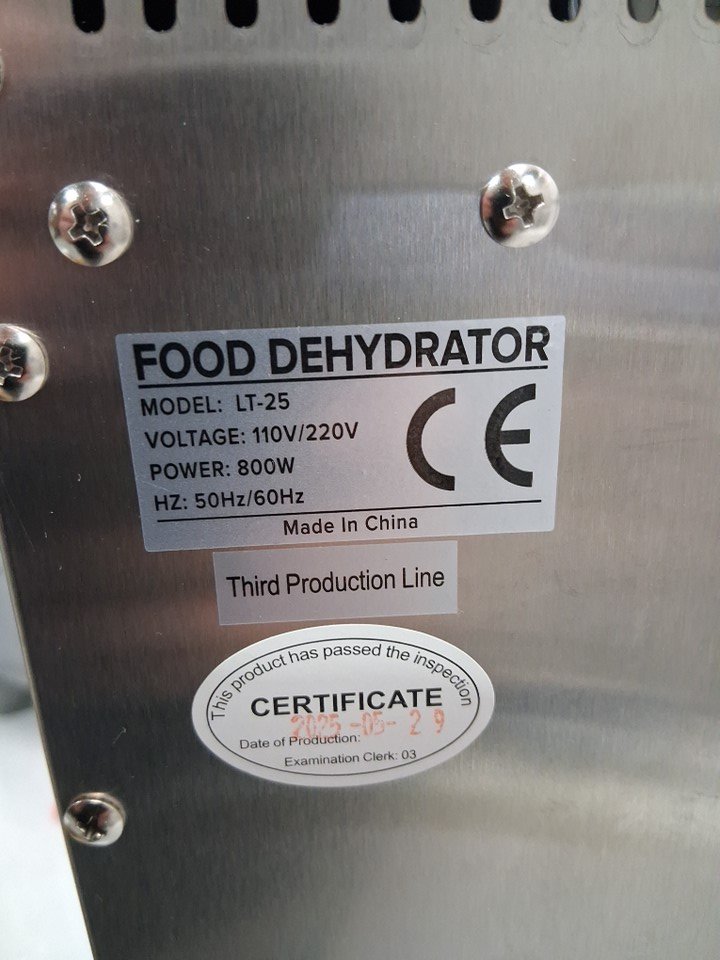 FOOD DEHYDRATOR
MODEL: LT-25
VOLTAGE: 110V/220V
POWER: 800W
HZ: 50Hz/60Hz
CE
Made In China
Third Production Line
This product has passed the inspection
CERTIFICATE
2025-05-29
Date of Production:
Examination Clerk: 03